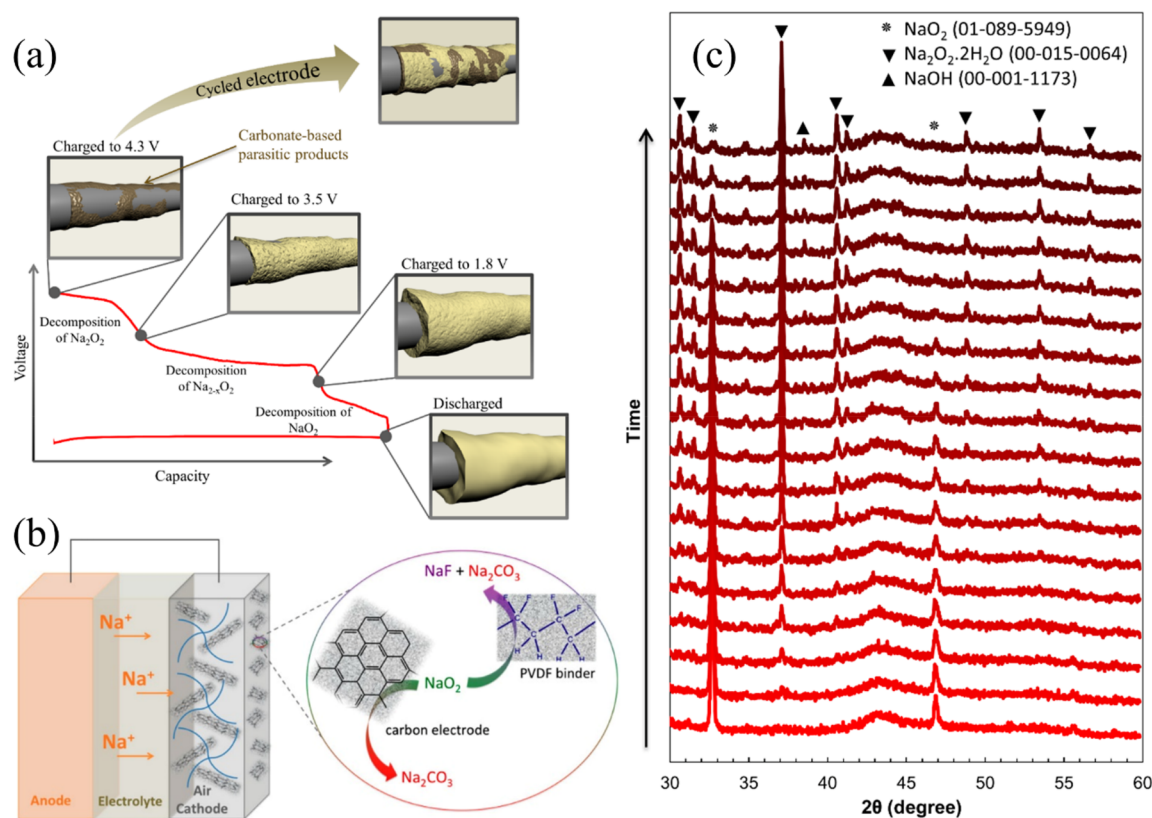 (a)
Cycled electrode
Charged to 4.3 V
Carbonate-based
parasitic products
Charged to 3.5 V
Charged to 1.8 V
Decomposition
of Na₂O₂
Decomposition
of Na₂₋ₓO₂
Decomposition of
NaO₂
Discharged
Voltage
Capacity
(b)
Na⁺
Na⁺
Na⁺
Anode
Electrolyte
Air
Cathode
NaF + Na₂CO₃
F
F
F
C
C
C
C
H
H
H
H
PVDF binder
NaO₂
carbon electrode
Na₂CO₃
(c)
NaO₂ (01-089-5949)
Na₂O₂.2H₂O (00-015-0064)
NaOH (00-001-1173)
Time
30 35 40 45 50 55 60
2θ (degree)